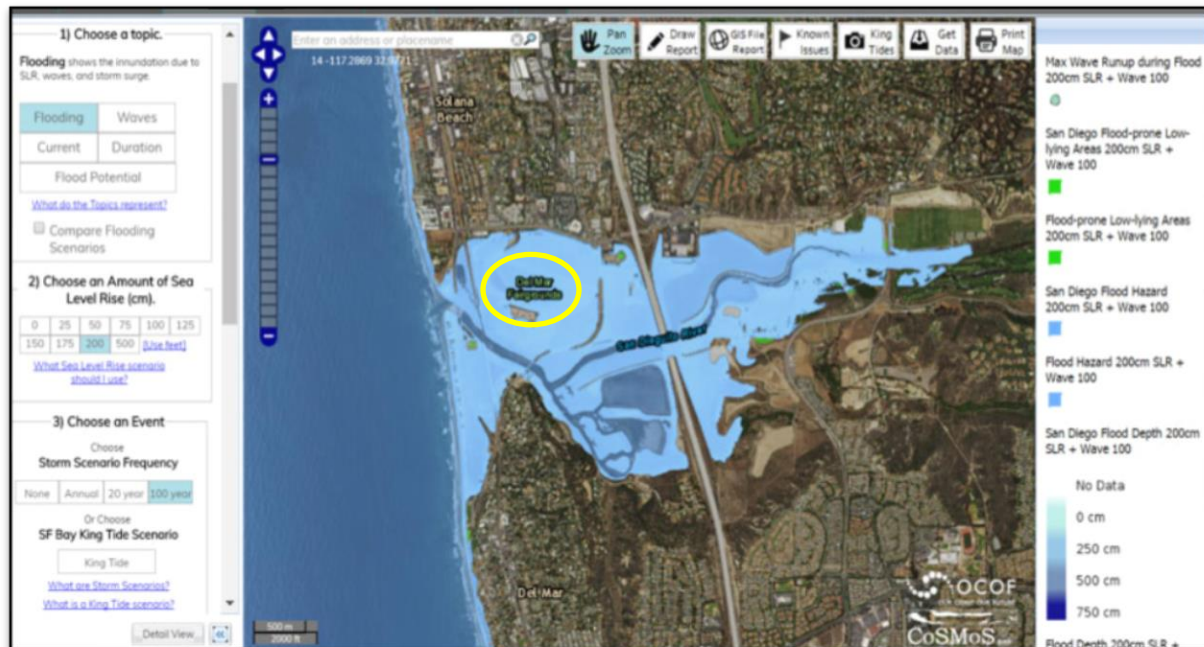 1) Choose a topic.
Flooding shows the innundation due to
SLR, waves, and storm surge.
Flooding
Waves
Current
Duration
Flood Potential
What do the Topics represent?
Compare Flooding
Scenarios
2) Choose an Amount of Sea
Level Rise (cm).
0 25 50 75 100 125
150 175 200 500 [Use feet]
What Sea Level Rise scenario
should I use?
3) Choose an Event
Choose
Storm Scenario Frequency
None Annual 20 year 100 year
Or Choose
SF Bay King Tide Scenario
King Tide
What are Storm Scenarios?
What is a King Tide scenario?
Detail View
Enter an address or placename
Pan
Zoom
Draw
Report
GIS File
Report
Known
Issues
King
Tides
Get
Data
Print
Map
Solana
Beach
Del Mar
Fairgrounds
San Dieguito River
Del Mar
500 m
2000 ft
OCOF
CoSMoS
Max Wave Runup during Flood
200cm SLR + Wave 100
San Diego Flood-prone Low-
lying Areas 200cm SLR +
Wave 100
Flood-prone Low-lying Areas
200cm SLR + Wave 100
San Diego Flood Hazard
200cm SLR + Wave 100
Flood Hazard 200cm SLR +
Wave 100
San Diego Flood Depth 200cm
SLR + Wave 100
No Data
0 cm
250 cm
500 cm
750 cm
Flood Depth 200cm SLR +